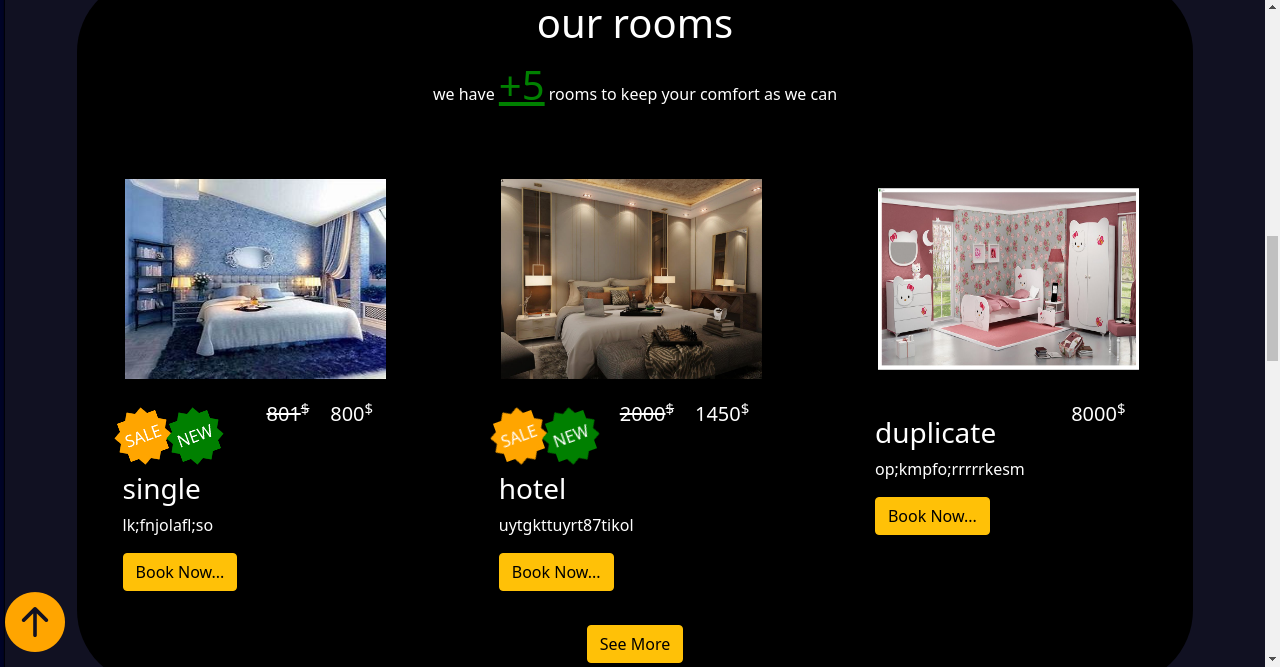 our rooms
we have +5 rooms to keep your comfort as we can
SALE NEW 801$ 800$
single
lk;fnjolafl;so
Book Now...
SALE NEW 2000$ 1450$
hotel
uytgkttuyrt87tikol
Book Now...
8000$
duplicate
op;kmpfo;rrrrrkesm
Book Now...
See More